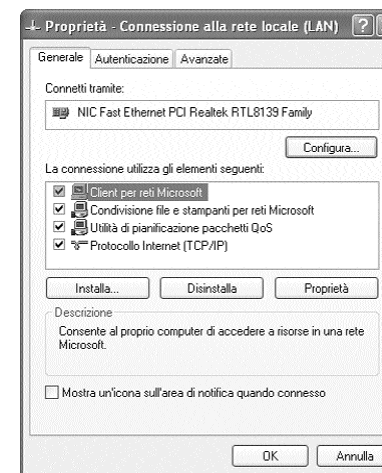 Proprietà - Connessione alla rete locale (LAN)
Generale
Autenticazione
Avanzate
Connetti tramite:
NIC Fast Ethernet PCI Realtek RTL8139 Family
Configura...
La connessione utilizza gli elementi seguenti:
Client per reti Microsoft
Condivisione file e stampanti per reti Microsoft
Utilità di pianificazione pacchetti QoS
Protocollo Internet (TCP/IP)
Installa...
Disinstalla
Proprietà
Descrizione
Consente al proprio computer di accedere a risorse in una rete
Microsoft.
Mostra un'icona sull'area di notifica quando connesso
OK
Annulla